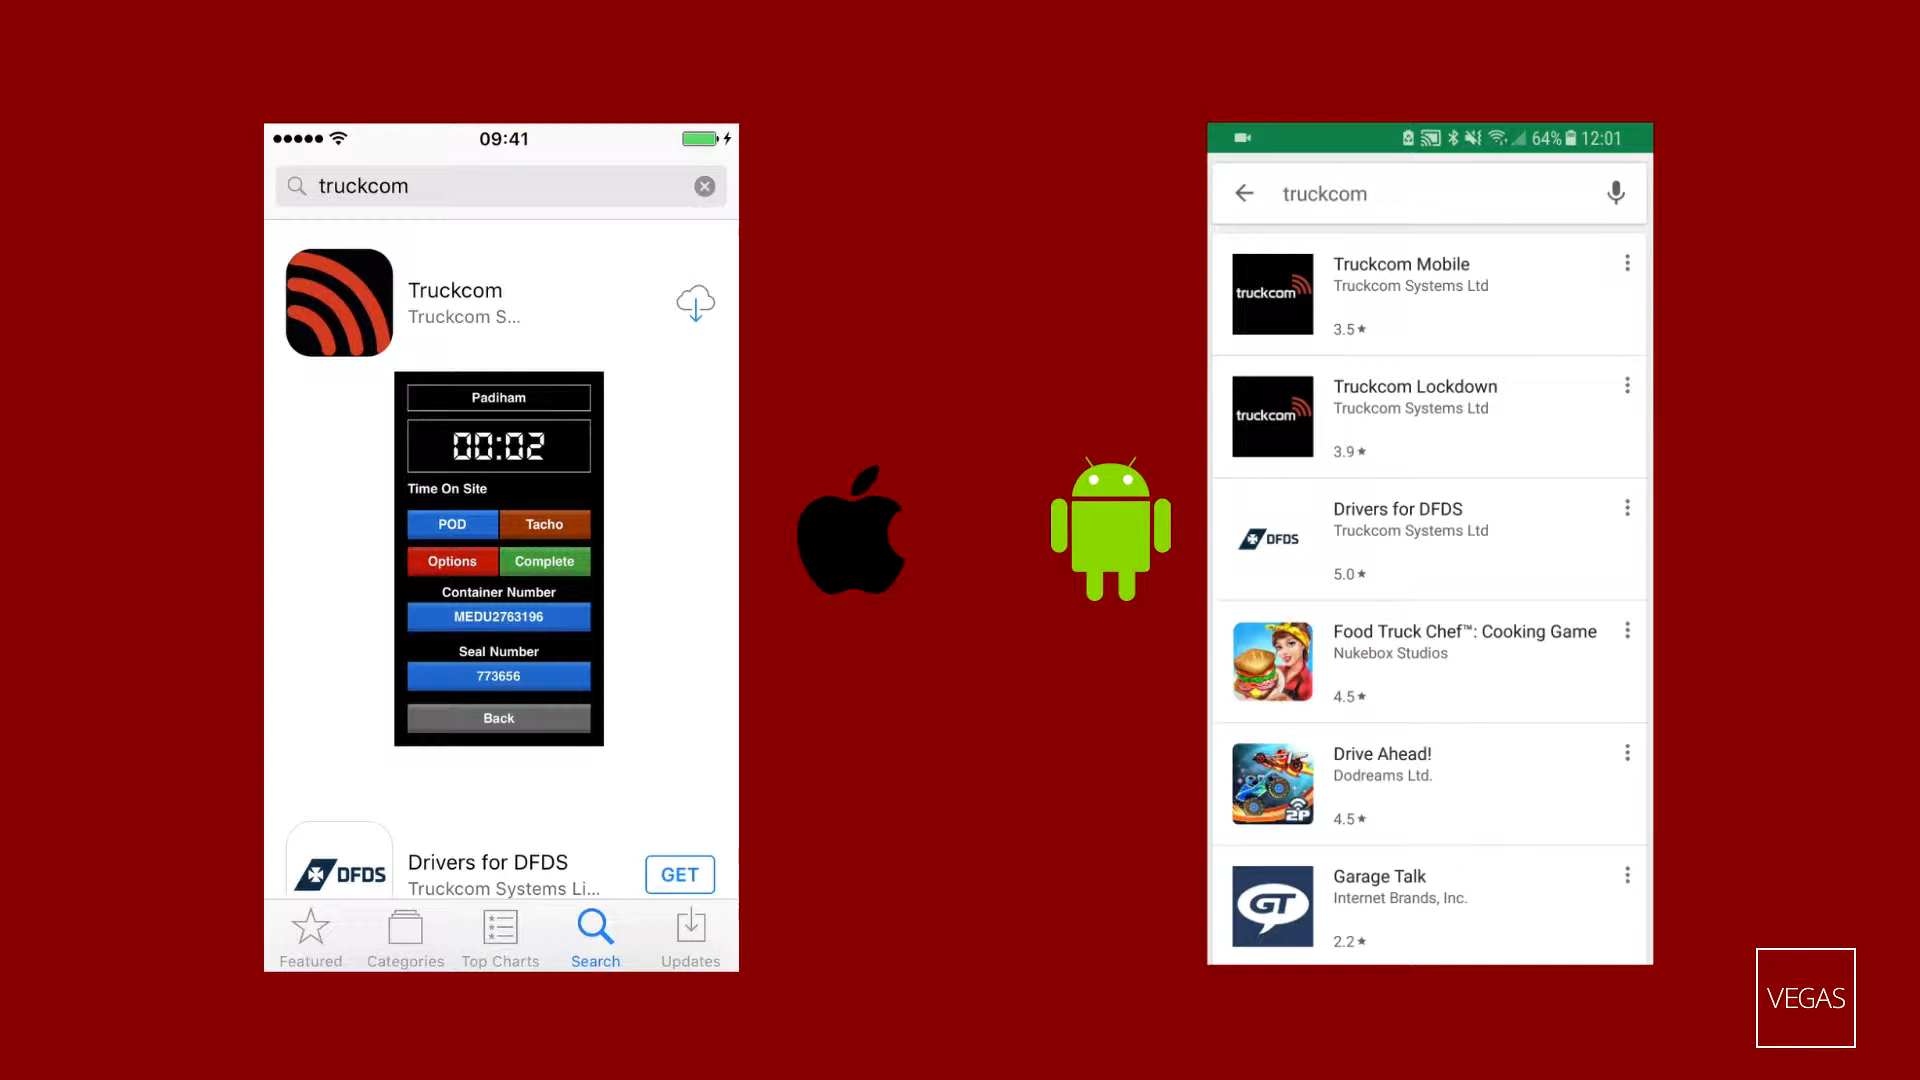 09:41
truckcom
Truckcom
Truckcom S...
Padiham
00:02
Time On Site
POD
Tacho
Options
Complete
Container Number
MEDU2763196
Seal Number
773656
Back
DFDS
Drivers for DFDS
Truckcom Systems Li...
GET
Featured
Categories
Top Charts
Search
Updates
64% 12:01
truckcom
truckcom
Truckcom Mobile
Truckcom Systems Ltd
3.5★
truckcom
Truckcom Lockdown
Truckcom Systems Ltd
3.9★
DFDS
Drivers for DFDS
Truckcom Systems Ltd
5.0★
Food Truck Chef™: Cooking Game
Nukebox Studios
4.5★
2P
Drive Ahead!
Dodreams Ltd.
4.5★
GT
Garage Talk
Internet Brands, Inc.
2.2★
VEGAS